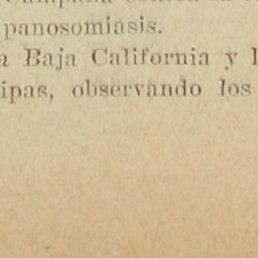 panosomiasis.
a Baja California y
ipas, observando los